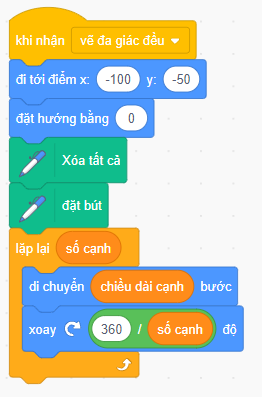 khi nhận vẽ đa giác đều
đi tới điểm x: -100 y: -50
đặt hướng bằng 0
Xóa tất cả
đặt bút
lặp lại số cạnh
di chuyển chiều dài cạnh bước
xoay 360 / số cạnh độ